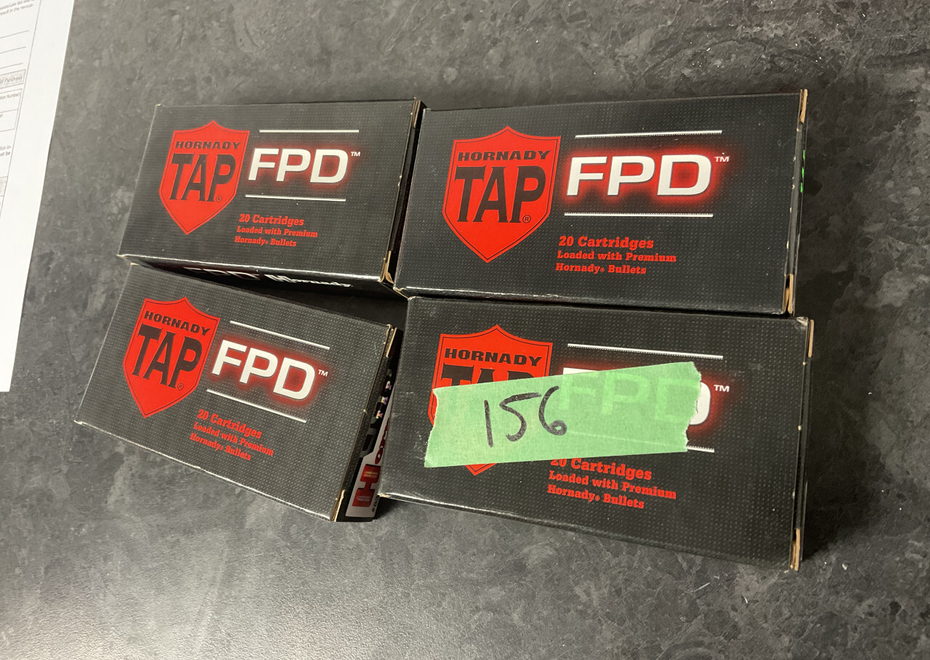 HORNADY
TAP®
FPD™
20 Cartridges
Loaded with Premium
Hornady® Bullets
HORNADY
TAP®
FPD™
20 Cartridges
Loaded with Premium
Hornady® Bullets
HORNADY
TAP®
FPD™
20 Cartridges
Loaded with Premium
Hornady® Bullets
HORNADY
TAP
FPD™
156
20 Cartridges
Loaded with Premium
Hornady® Bullets